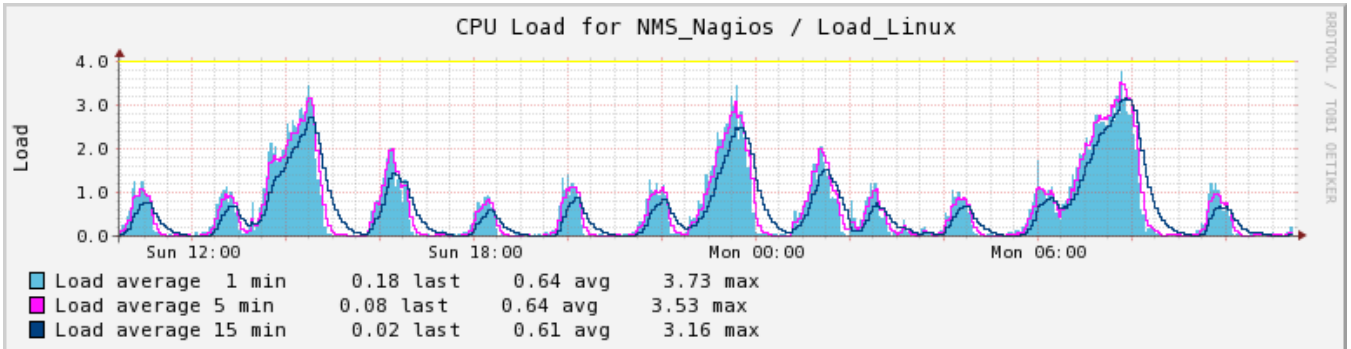 CPU Load for NMS_Nagios / Load_Linux
RRDTOOL / TOBI OETIKER
Load
4.0
3.0
2.0
1.0
0.0
Sun 12:00 Sun 18:00 Mon 00:00 Mon 06:00
Load average 1 min 0.18 last 0.64 avg 3.73 max
Load average 5 min 0.08 last 0.64 avg 3.53 max
Load average 15 min 0.02 last 0.61 avg 3.16 max